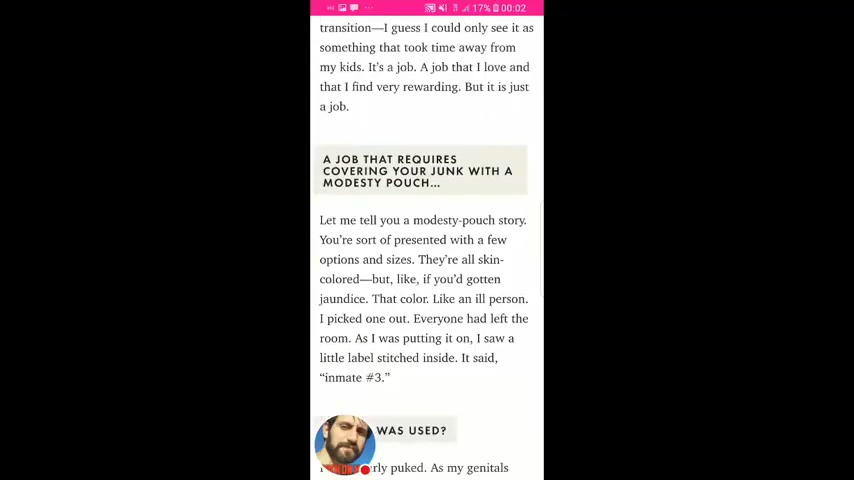 17% 00:02
transition—I guess I could only see it as
something that took time away from
my kids. It's a job. A job that I love and
that I find very rewarding. But it is just
a job.
A JOB THAT REQUIRES
COVERING YOUR JUNK WITH A
MODESTY POUCH...
Let me tell you a modesty-pouch story.
You're sort of presented with a few
options and sizes. They're all skin-
colored—but, like, if you'd gotten
jaundice. That color. Like an ill person.
I picked one out. Everyone had left the
room. As I was putting it on, I saw a
little label stitched inside. It said,
“inmate #3.”
WAS USED?
rly puked. As my genitals